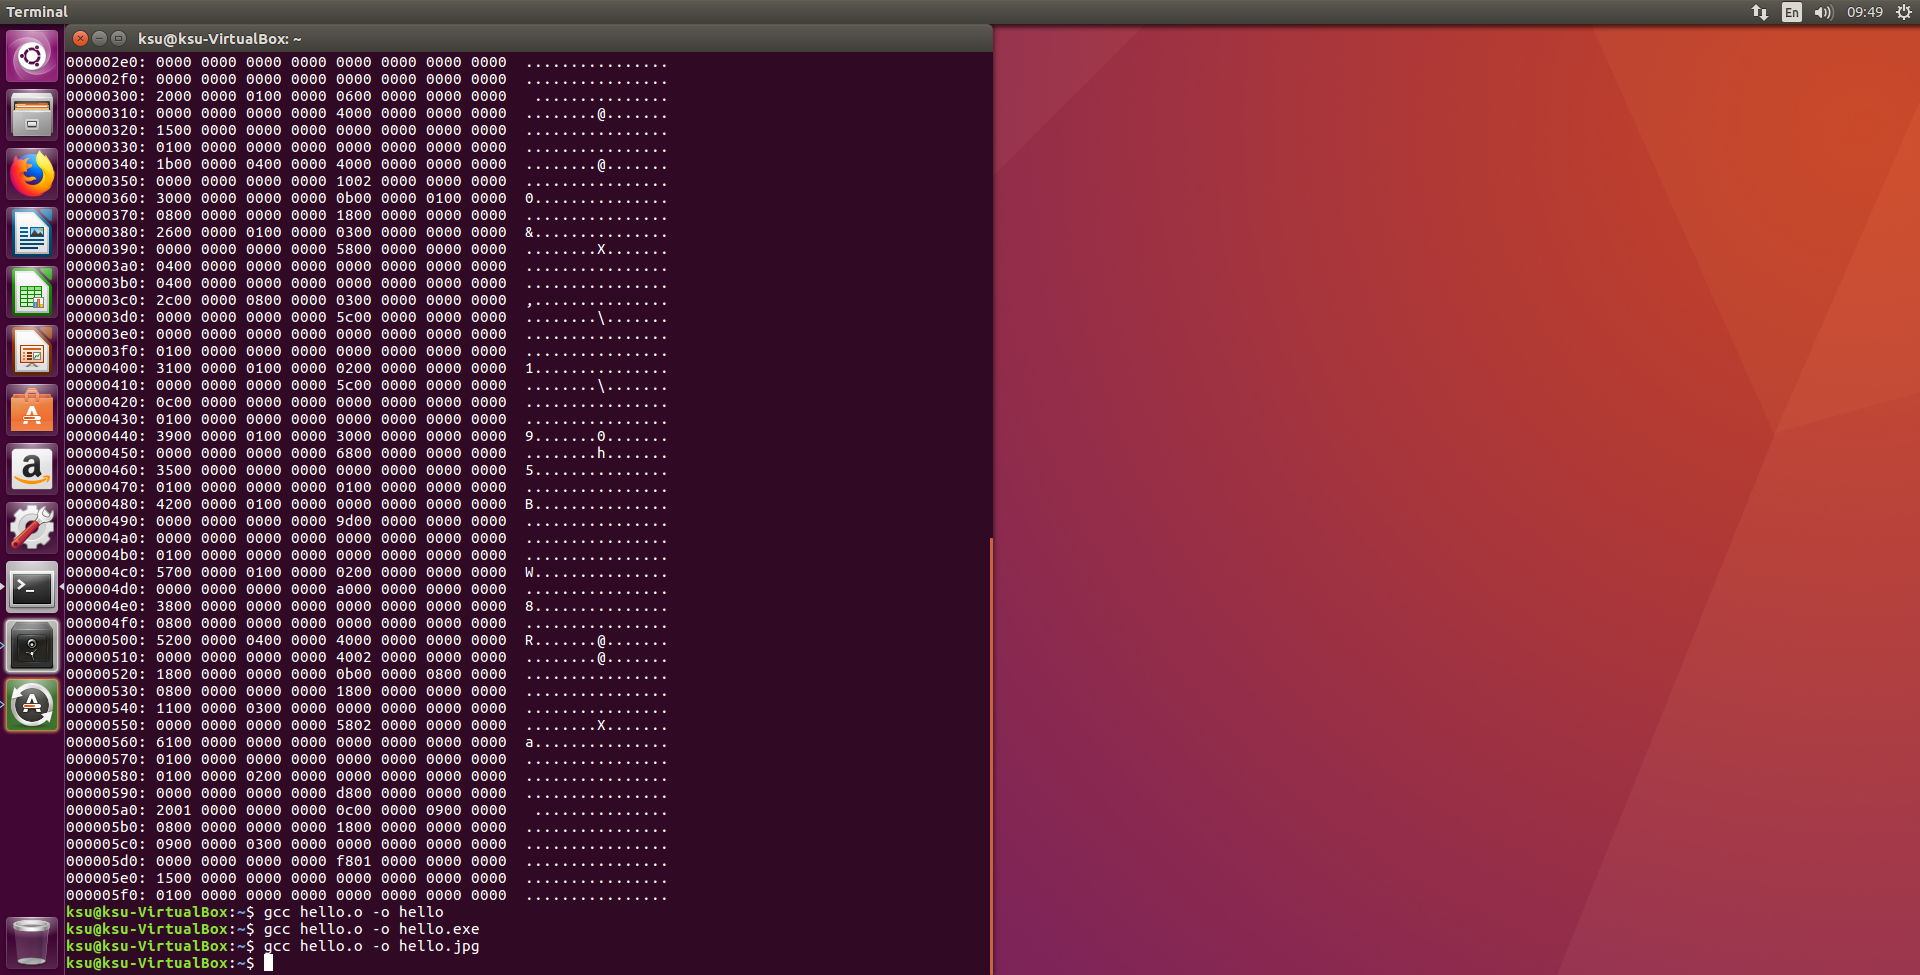 Terminal
En
09:49
ksu@ksu-VirtualBox: ~
000002e0: 0000 0000 0000 0000 0000 0000 0000 0000  ................
000002f0: 0000 0000 0000 0000 0000 0000 0000 0000  ................
00000300: 2000 0000 0100 0000 0600 0000 0000 0000   ...............
00000310: 0000 0000 0000 0000 4000 0000 0000 0000  ........@.......
00000320: 1500 0000 0000 0000 0000 0000 0000 0000  ................
00000330: 0100 0000 0000 0000 0000 0000 0000 0000  ................
00000340: 1b00 0000 0400 0000 4000 0000 0000 0000  ........@.......
00000350: 0000 0000 0000 0000 1002 0000 0000 0000  ................
00000360: 3000 0000 0000 0000 0b00 0000 0100 0000  0...............
00000370: 0800 0000 0000 0000 1800 0000 0000 0000  ................
00000380: 2600 0000 0100 0000 0300 0000 0000 0000  &...............
00000390: 0000 0000 0000 0000 5800 0000 0000 0000  ........X.......
000003a0: 0400 0000 0000 0000 0000 0000 0000 0000  ................
000003b0: 0400 0000 0000 0000 0000 0000 0000 0000  ................
000003c0: 2c00 0000 0800 0000 0300 0000 0000 0000  ,...............
000003d0: 0000 0000 0000 0000 5c00 0000 0000 0000  ........\.......
000003e0: 0000 0000 0000 0000 0000 0000 0000 0000  ................
000003f0: 0100 0000 0000 0000 0000 0000 0000 0000  ................
00000400: 3100 0000 0100 0000 0200 0000 0000 0000  1...............
00000410: 0000 0000 0000 0000 5c00 0000 0000 0000  ........\.......
00000420: 0c00 0000 0000 0000 0000 0000 0000 0000  ................
00000430: 0100 0000 0000 0000 0000 0000 0000 0000  ................
00000440: 3900 0000 0100 0000 3000 0000 0000 0000  9.......0.......
00000450: 0000 0000 0000 0000 6800 0000 0000 0000  ........h.......
00000460: 3500 0000 0000 0000 0000 0000 0000 0000  5...............
00000470: 0100 0000 0000 0000 0100 0000 0000 0000  ................
00000480: 4200 0000 0100 0000 0000 0000 0000 0000  B...............
00000490: 0000 0000 0000 0000 9d00 0000 0000 0000  ................
000004a0: 0000 0000 0000 0000 0000 0000 0000 0000  ................
000004b0: 0100 0000 0000 0000 0000 0000 0000 0000  ................
000004c0: 5700 0000 0100 0000 0200 0000 0000 0000  W...............
000004d0: 0000 0000 0000 0000 a000 0000 0000 0000  ................
000004e0: 3800 0000 0000 0000 0000 0000 0000 0000  8...............
000004f0: 0800 0000 0000 0000 0000 0000 0000 0000  ................
00000500: 5200 0000 0400 0000 4000 0000 0000 0000  R.......@.......
00000510: 0000 0000 0000 0000 4002 0000 0000 0000  ........@.......
00000520: 1800 0000 0000 0000 0b00 0000 0800 0000  ................
00000530: 0800 0000 0000 0000 1800 0000 0000 0000  ................
00000540: 1100 0000 0300 0000 0000 0000 0000 0000  ................
00000550: 0000 0000 0000 0000 5802 0000 0000 0000  ........X.......
00000560: 6100 0000 0000 0000 0000 0000 0000 0000  a...............
00000570: 0100 0000 0000 0000 0000 0000 0000 0000  ................
00000580: 0100 0000 0200 0000 0000 0000 0000 0000  ................
00000590: 0000 0000 0000 0000 d800 0000 0000 0000  ................
000005a0: 2001 0000 0000 0000 0c00 0000 0900 0000   ...............
000005b0: 0800 0000 0000 0000 1800 0000 0000 0000  ................
000005c0: 0900 0000 0300 0000 0000 0000 0000 0000  ................
000005d0: 0000 0000 0000 0000 f801 0000 0000 0000  ................
000005e0: 1500 0000 0000 0000 0000 0000 0000 0000  ................
000005f0: 0100 0000 0000 0000 0000 0000 0000 0000  ................
ksu@ksu-VirtualBox:~$ gcc hello.o -o hello
ksu@ksu-VirtualBox:~$ gcc hello.o -o hello.exe
ksu@ksu-VirtualBox:~$ gcc hello.o -o hello.jpg
ksu@ksu-VirtualBox:~$